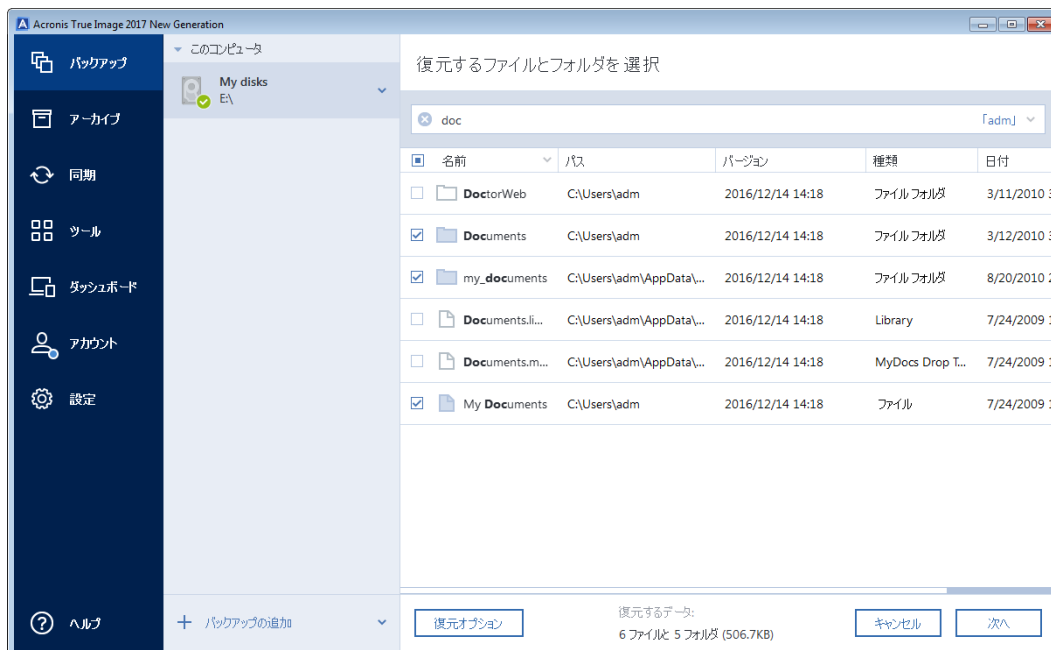 Acronis True Image 2017 New Generation
バックアップ
アーカイブ
同期
ツール
ダッシュボード
アカウント
設定
ヘルプ
このコンピュータ
My disks
E:\
バックアップの追加
復元するファイルとフォルダを選択
doc 「adm」
名前 パス バージョン 種類 日付
DoctorWeb C:\Users\adm 2016/12/14 14:18 ファイル フォルダ 3/11/2010
Documents C:\Users\adm 2016/12/14 14:18 ファイル フォルダ 3/12/2010
my_documents C:\Users\adm\AppData\... 2016/12/14 14:18 ファイル フォルダ 8/20/2010
Documents.li... C:\Users\adm\AppData\... 2016/12/14 14:18 Library 7/24/2009
Documents.m... C:\Users\adm\AppData\... 2016/12/14 14:18 MyDocs Drop T... 7/24/2009
My Documents C:\Users\adm 2016/12/14 14:18 ファイル 7/24/2009
復元オプション
復元するデータ:
6 ファイルと 5 フォルダ (506.7KB)
キャンセル
次へ